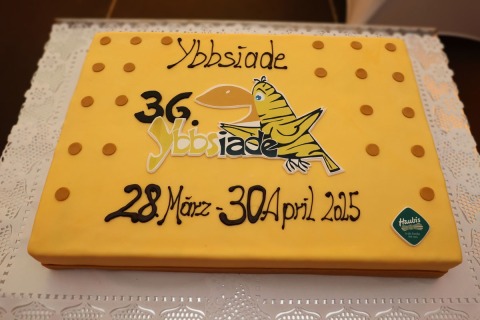 Ybbsiade
36.
Ybbsiade
28. März - 30 April 2025
Haubis